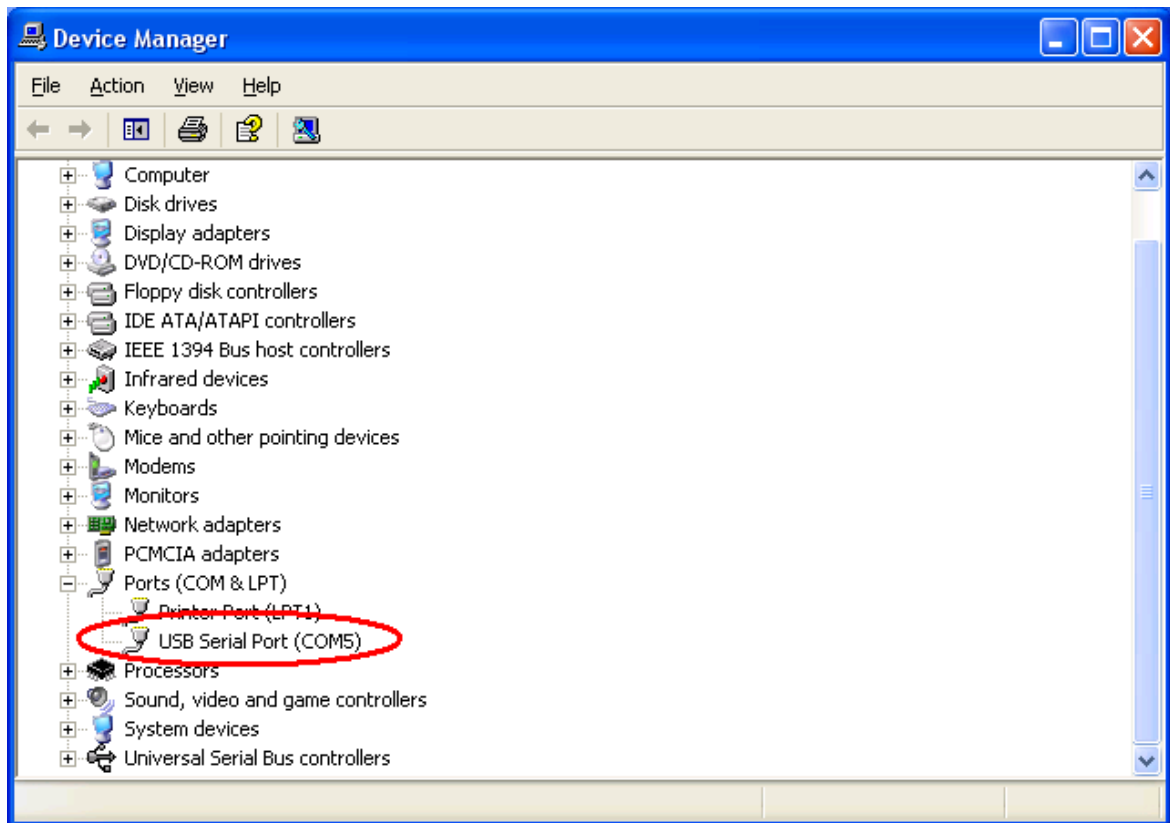 Device Manager
File Action View Help
Computer
Disk drives
Display adapters
DVD/CD-ROM drives
Floppy disk controllers
IDE ATA/ATAPI controllers
IEEE 1394 Bus host controllers
Infrared devices
Keyboards
Mice and other pointing devices
Modems
Monitors
Network adapters
PCMCIA adapters
Ports (COM & LPT)
Printer Port (LPT1)
USB Serial Port (COM5)
Processors
Sound, video and game controllers
System devices
Universal Serial Bus controllers